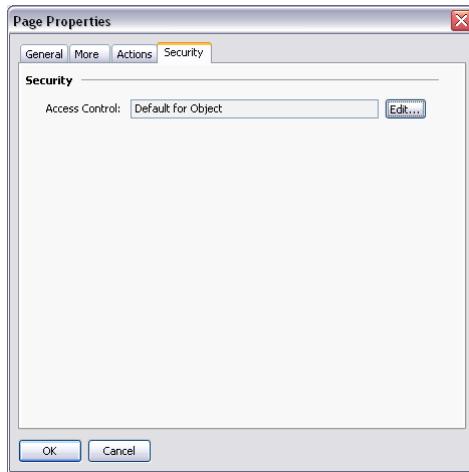 Page Properties
General More Actions Security
Security
Access Control: Default for Object Edit...
OK Cancel